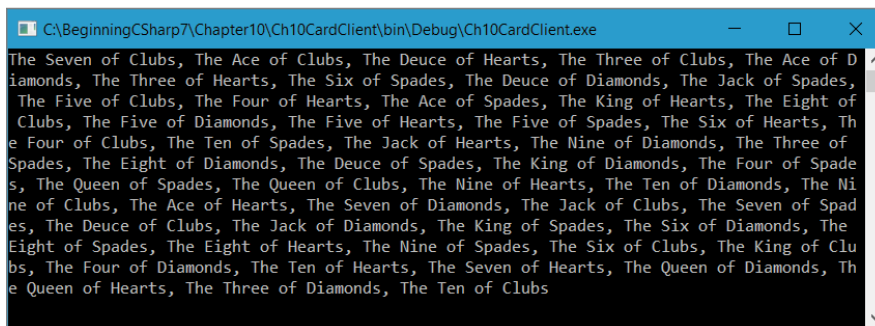 C:\BeginningCSharp7\Chapter10\Ch10CardClient\bin\Debug\Ch10CardClient.exe
The Seven of Clubs, The Ace of Clubs, The Deuce of Hearts, The Three of Clubs, The Ace of D
iamonds, The Three of Hearts, The Six of Spades, The Deuce of Diamonds, The Jack of Spades,
 The Five of Clubs, The Four of Hearts, The Ace of Spades, The King of Hearts, The Eight of
 Clubs, The Five of Diamonds, The Five of Hearts, The Five of Spades, The Six of Hearts, Th
e Four of Clubs, The Ten of Spades, The Jack of Hearts, The Nine of Diamonds, The Three of
Spades, The Eight of Diamonds, The Deuce of Spades, The King of Diamonds, The Four of Spade
s, The Queen of Spades, The Queen of Clubs, The Nine of Hearts, The Ten of Diamonds, The Ni
ne of Clubs, The Ace of Hearts, The Seven of Diamonds, The Jack of Clubs, The Seven of Spad
es, The Deuce of Clubs, The Jack of Diamonds, The King of Spades, The Six of Diamonds, The
Eight of Spades, The Eight of Hearts, The Nine of Spades, The Six of Clubs, The King of Clu
bs, The Four of Diamonds, The Ten of Hearts, The Seven of Hearts, The Queen of Diamonds, Th
e Queen of Hearts, The Three of Diamonds, The Ten of Clubs